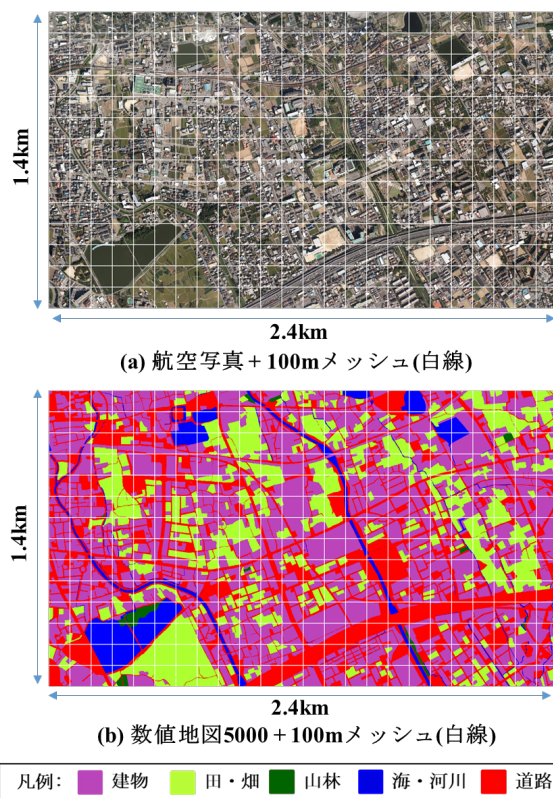 1.4km
2.4km
(a) 航空写真+100mメッシュ(白線)
1.4km
2.4km
(b) 数値地図5000+100mメッシュ(白線)
凡例: 建物 田・畑 山林 海・河川 道路